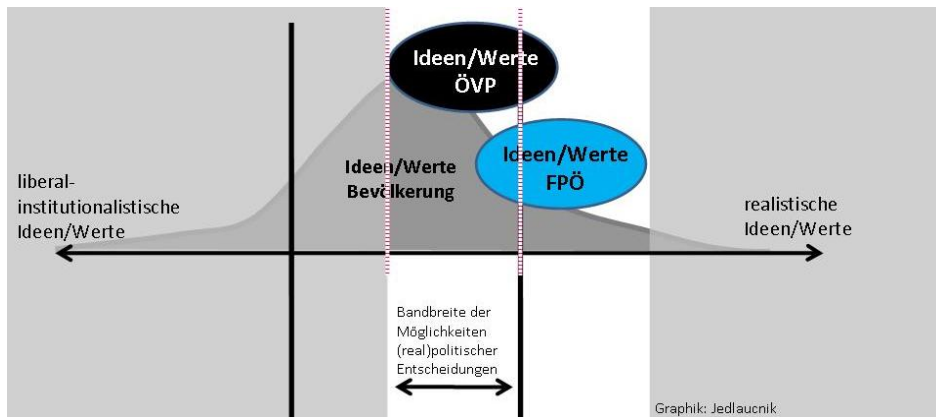 Ideen/Werte
ÖVP
Ideen/Werte
FPÖ
Ideen/Werte
Bevölkerung
liberal-
institutionalistische
Ideen/Werte
realistische
Ideen/Werte
Bandbreite der
Möglichkeiten
(real)politischer
Entscheidungen
Graphik: Jedlaucnik